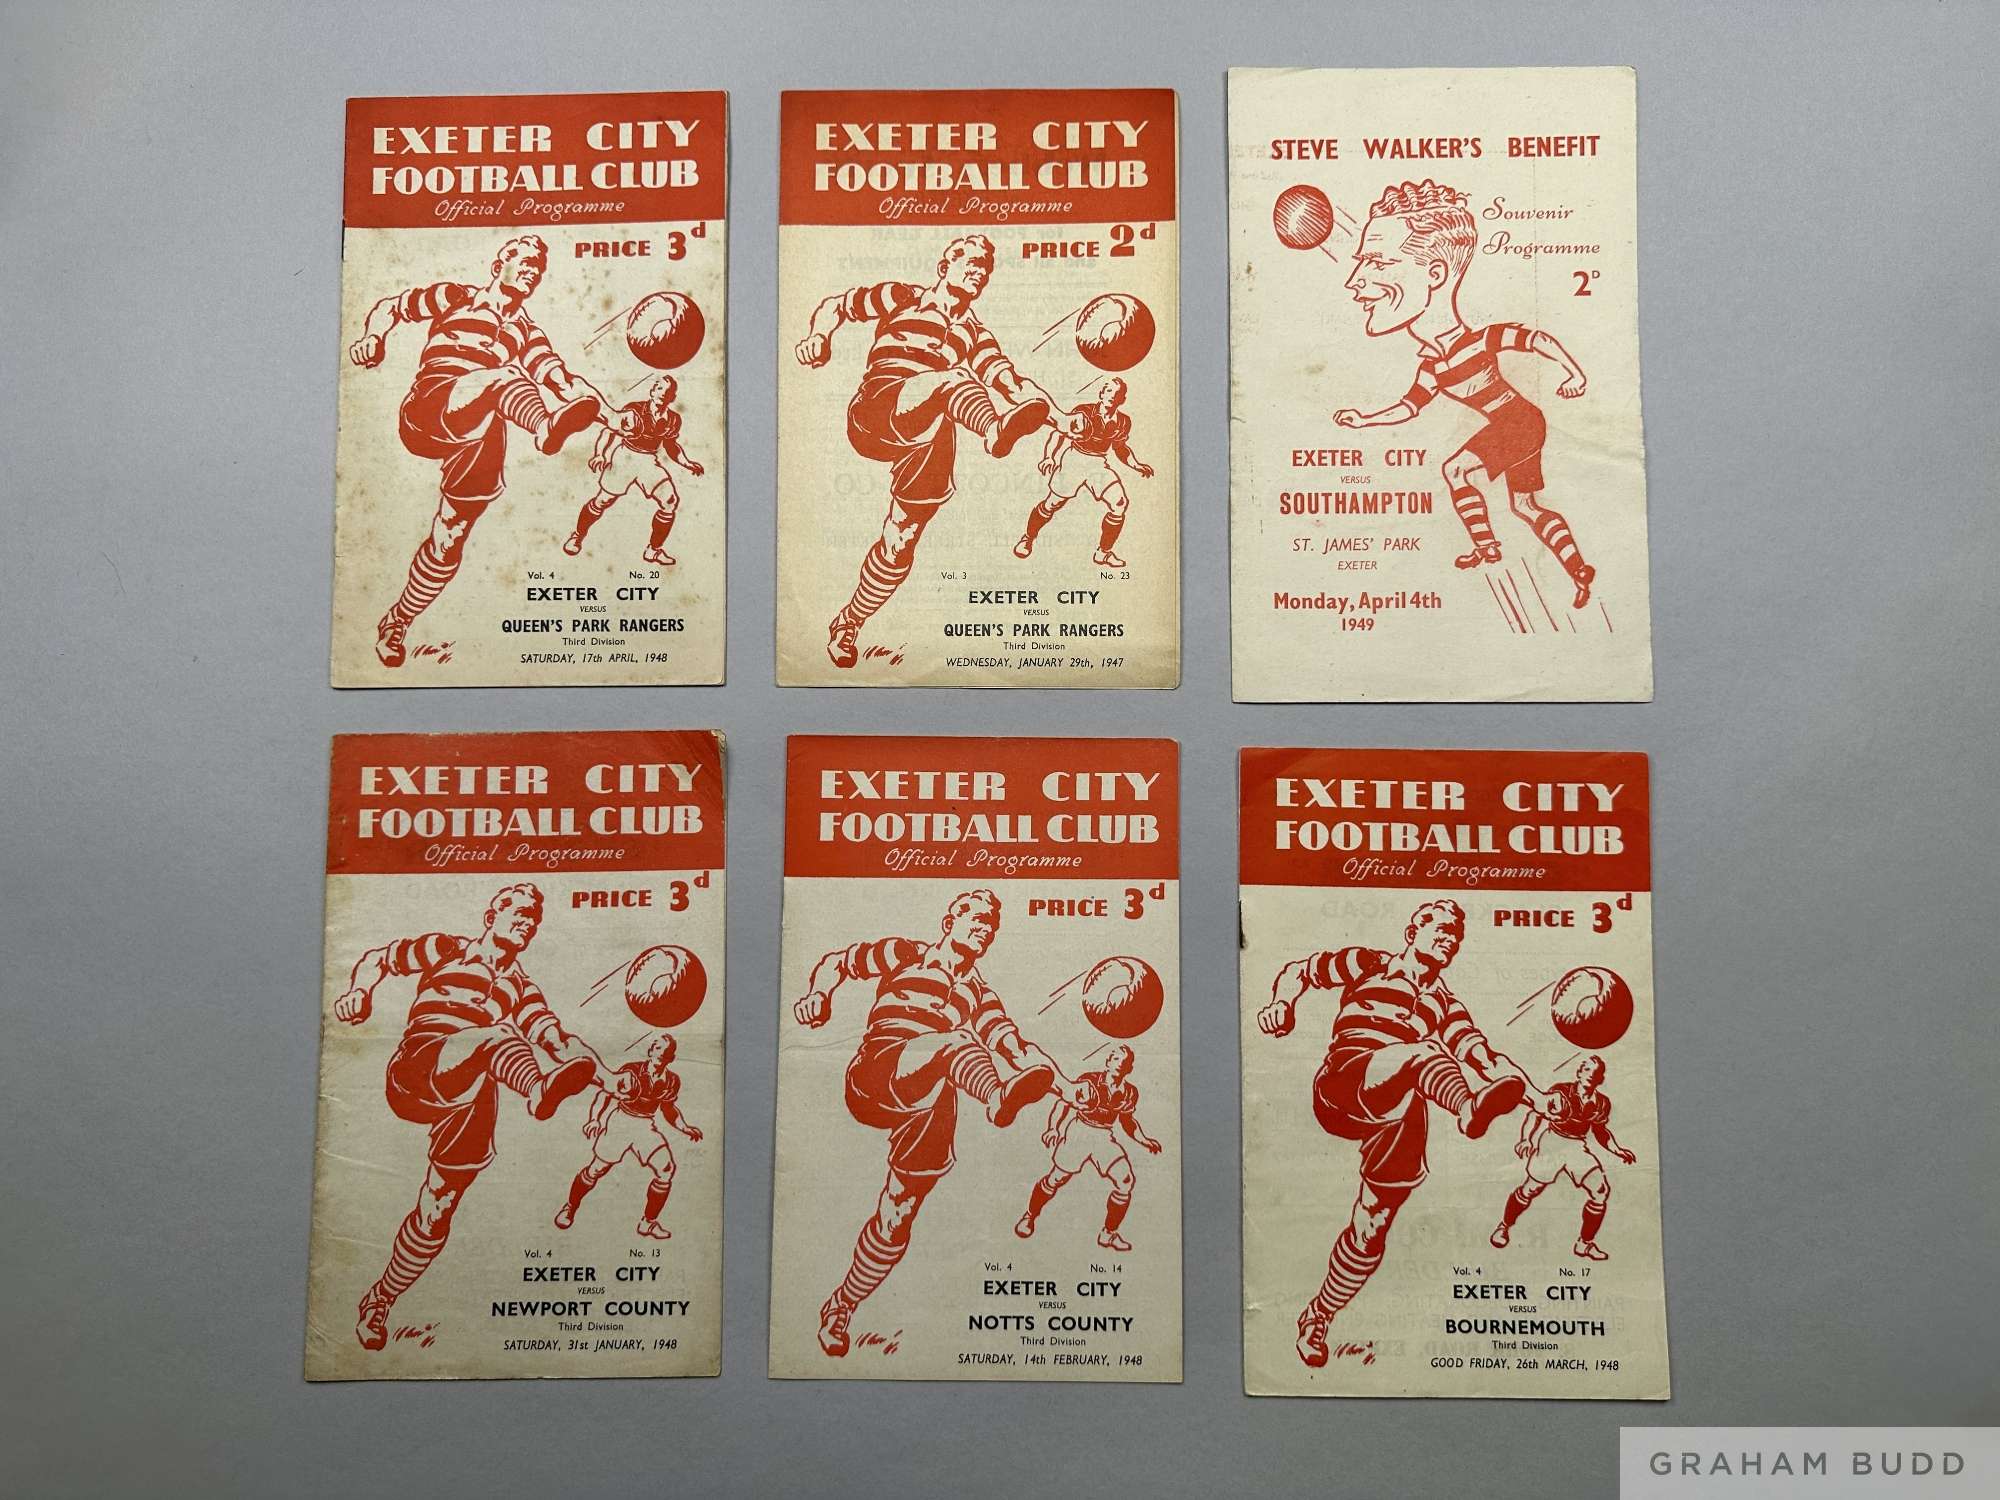 EXETER CITY
FOOTBALL CLUB
Official Programme
PRICE 3d
Vol. 4 No. 20
EXETER CITY
VERSUS
QUEEN'S PARK RANGERS
Third Division
SATURDAY, 17th APRIL, 1948
EXETER CITY
FOOTBALL CLUB
Official Programme
PRICE 2d
Vol. 3 No. 23
EXETER CITY
VERSUS
QUEEN'S PARK RANGERS
Third Division
WEDNESDAY, JANUARY 29th, 1947
STEVE WALKER'S BENEFIT
Souvenir
Programme
2D
EXETER CITY
VERSUS
SOUTHAMPTON
ST. JAMES' PARK
EXETER
Monday, April 4th
1949
EXETER CITY
FOOTBALL CLUB
Official Programme
PRICE 3d
Vol. 4 No. 13
EXETER CITY
VERSUS
NEWPORT COUNTY
Third Division
SATURDAY, 31st JANUARY, 1948
EXETER CITY
FOOTBALL CLUB
Official Programme
PRICE 3d
Vol. 4 No. 14
EXETER CITY
VERSUS
NOTTS COUNTY
Third Division
SATURDAY, 14th FEBRUARY, 1948
EXETER CITY
FOOTBALL CLUB
Official Programme
PRICE 3d
Vol. 4 No. 17
EXETER CITY
VERSUS
BOURNEMOUTH
Third Division
GOOD FRIDAY, 26th MARCH, 1948
GRAHAM BUDD